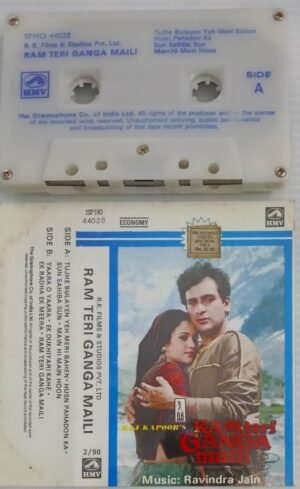 SPHO 44028
R. K. Films & Studios Pvt. Ltd.
RAM TERI GANGA MAILI
Tujhe Bulayen Yeh Meri Bahen
Husn Pahadon Ka
Sun Sahiba Sun
Main Hi Main Hoon
HMV
SIDE
A
The Gramophone Co. of India Ltd. All rights of the producer and the owner
of the recorded work reserved. Unauthorised copying, public performance
and broadcasting of this tape record prohibited.
44028
ECONOMY
HMV
R.K. FILMS & STUDIOS PVT. LTD
RAM TERI GANGA MAILI
2/90
SIDE A: TUJHE BULAYEN YEH MERI BAHEN • HUSN PAHADON KA •
SUN SAHIBA SUN • MAIN HI MAIN HOON
SIDE B: YAARA O YAARA • EK DUKHIYARI KAHE •
EK RADHA EK MEERA • RAM TERI GANGA MAILI
HMV
RAJ KAPOOR'S
RAM teri
GANGA
maili
Music: Ravindra Jain